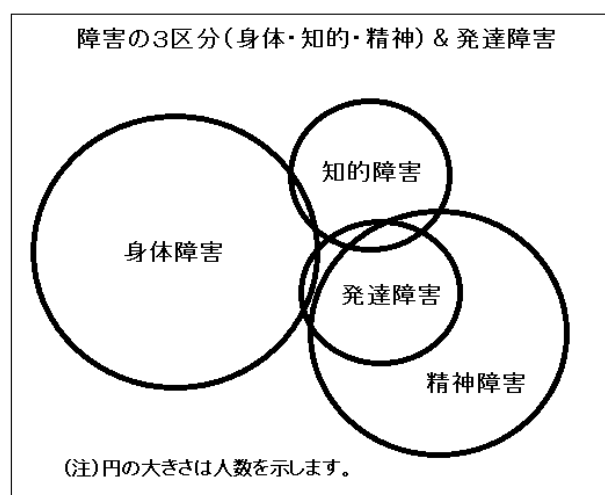 障害の３区分（身体・知的・精神）＆発達障害
知的障害
身体障害
発達障害
精神障害
（注）円の大きさは人数を示します。